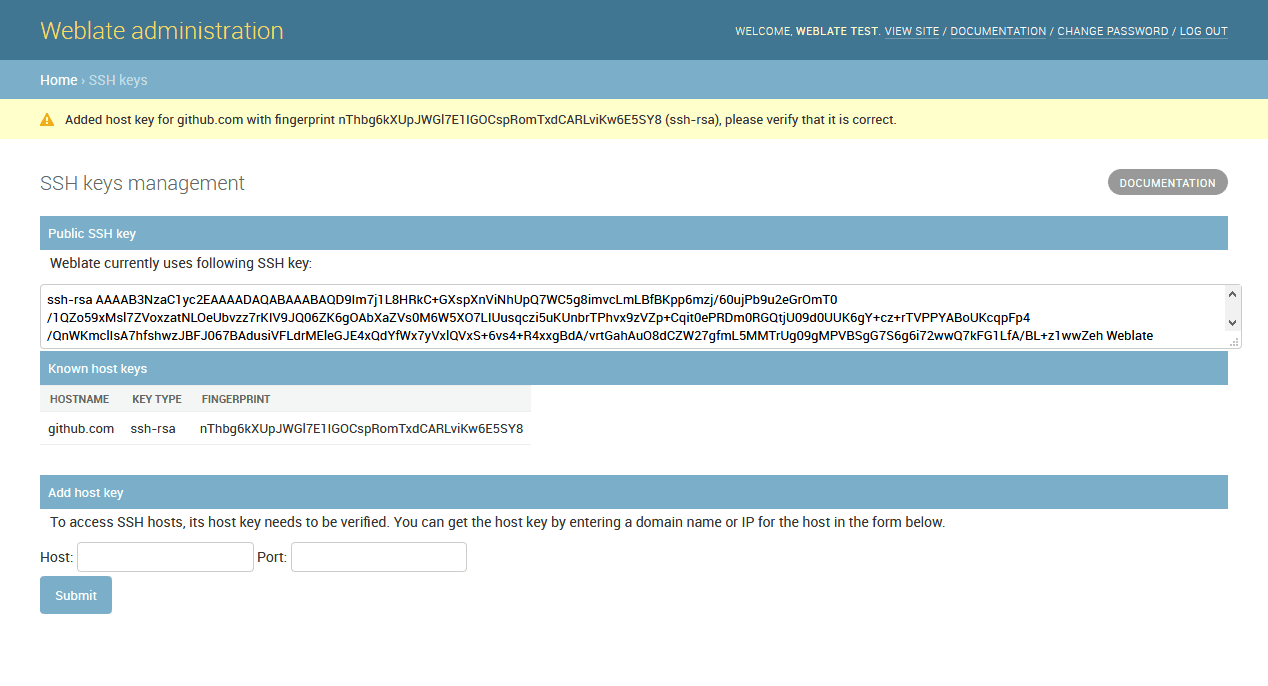 Weblate administration
WELCOME, WEBLATE TEST. VIEW SITE / DOCUMENTATION / CHANGE PASSWORD / LOG OUT
Home › SSH keys
Added host key for github.com with fingerprint nThbg6kXUpJWGl7E1IGOCspRomTxdCARLviKw6E5SY8 (ssh-rsa), please verify that it is correct.
SSH keys management
DOCUMENTATION
Public SSH key
Weblate currently uses following SSH key:
ssh-rsa AAAAB3NzaC1yc2EAAAADAQABAAABAQD9Im7j1L8HRkC+GXspXnViNhUpQ7WC5g8imvcLmLBfBKpp6mzj/60ujPb9u2eGrOmT0
/1QZo59xMsl7ZVoxzatNLOeUbvzz7rKIV9JQ06ZK6gOAbXaZVs0M6W5XO7LIUusqczi5uKUnbrTPhvx9zVZp+Cqit0ePRDm0RGQtjU09d0UUK6gY+cz+rTVPPYABoUKcqpFp4
/QnWKmclIsA7hfshwzJBFJ067BAdusiVFLdrMEleGJE4xQdYfWx7yVxlQVxS+6vs4+R4xxgBdA/vrtGahAuO8dCZW27gfmL5MMTrUg09gMPVBSgG7S6g6i72wwQ7kFG1LfA/BL+z1wwZeh Weblate
Known host keys
HOSTNAME KEY TYPE FINGERPRINT
github.com ssh-rsa nThbg6kXUpJWGl7E1IGOCspRomTxdCARLviKw6E5SY8
Add host key
To access SSH hosts, its host key needs to be verified. You can get the host key by entering a domain name or IP for the host in the form below.
Host: Port:
Submit